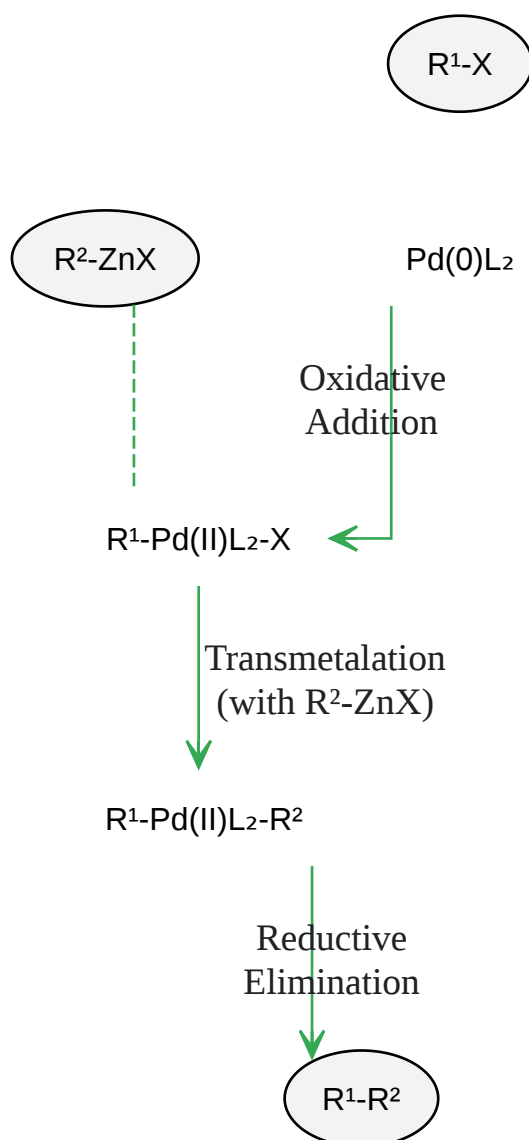 R¹-X
R²-ZnX
Pd(0)L₂
Oxidative
Addition
R¹-Pd(II)L₂-X
Transmetalation
(with R²-ZnX)
R¹-Pd(II)L₂-R²
Reductive
Elimination
R¹-R²